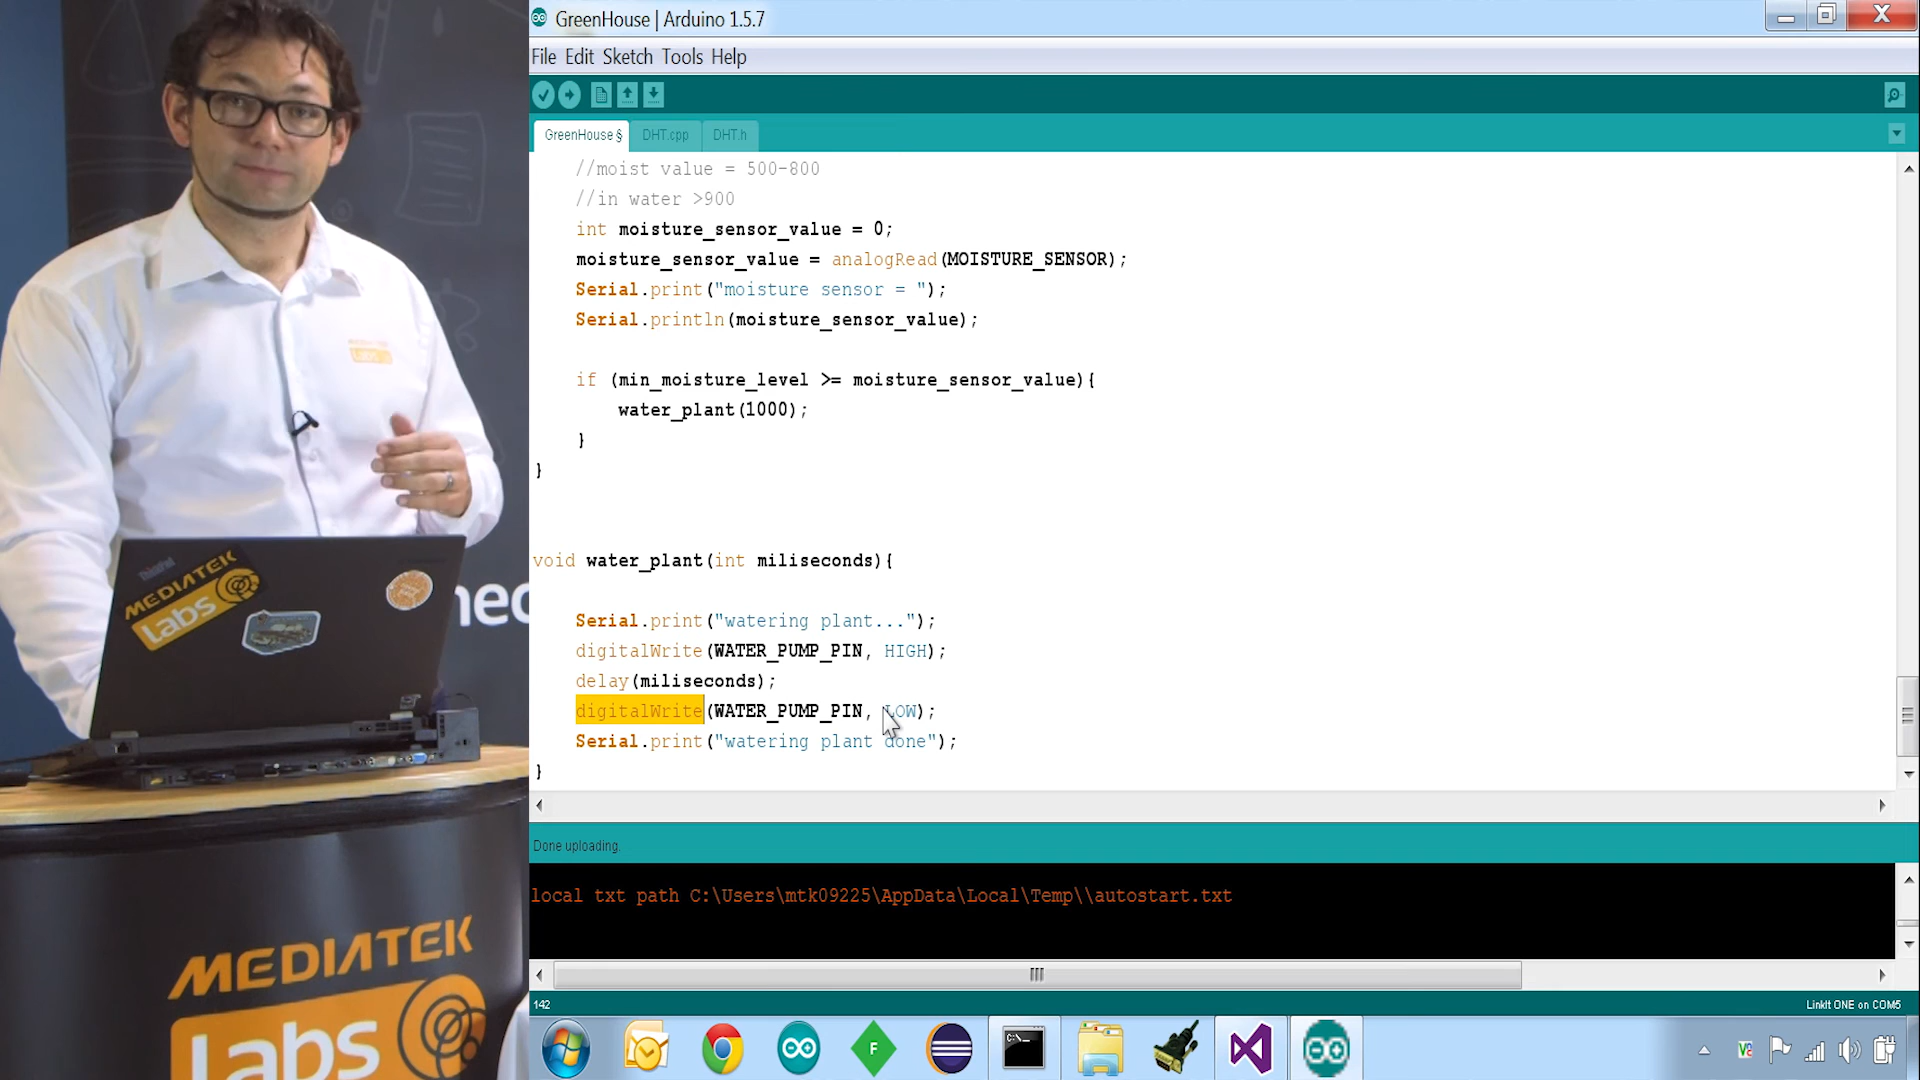 GreenHouse | Arduino 1.5.7
File Edit Sketch Tools Help
GreenHouse § DHT.cpp DHT.h
//moist value = 500-800
//in water >900
int moisture_sensor_value = 0;
moisture_sensor_value = analogRead(MOISTURE_SENSOR);
Serial.print("moisture sensor = ");
Serial.println(moisture_sensor_value);
if (min_moisture_level >= moisture_sensor_value){
water_plant(1000);
}
}
void water_plant(int miliseconds){
Serial.print("watering plant...");
digitalWrite(WATER_PUMP_PIN, HIGH);
delay(miliseconds);
digitalWrite(WATER_PUMP_PIN, LOW);
Serial.print("watering plant done");
}
Done uploading.
local txt path C:\Users\mtk09225\AppData\Local\Temp\\autostart.txt
142
LinkIt ONE on COM5
MEDIATEK
Labs
ThinkPad
MEDIATEK
Labs
nec
MEDIATEK
Labs
C:\_
F